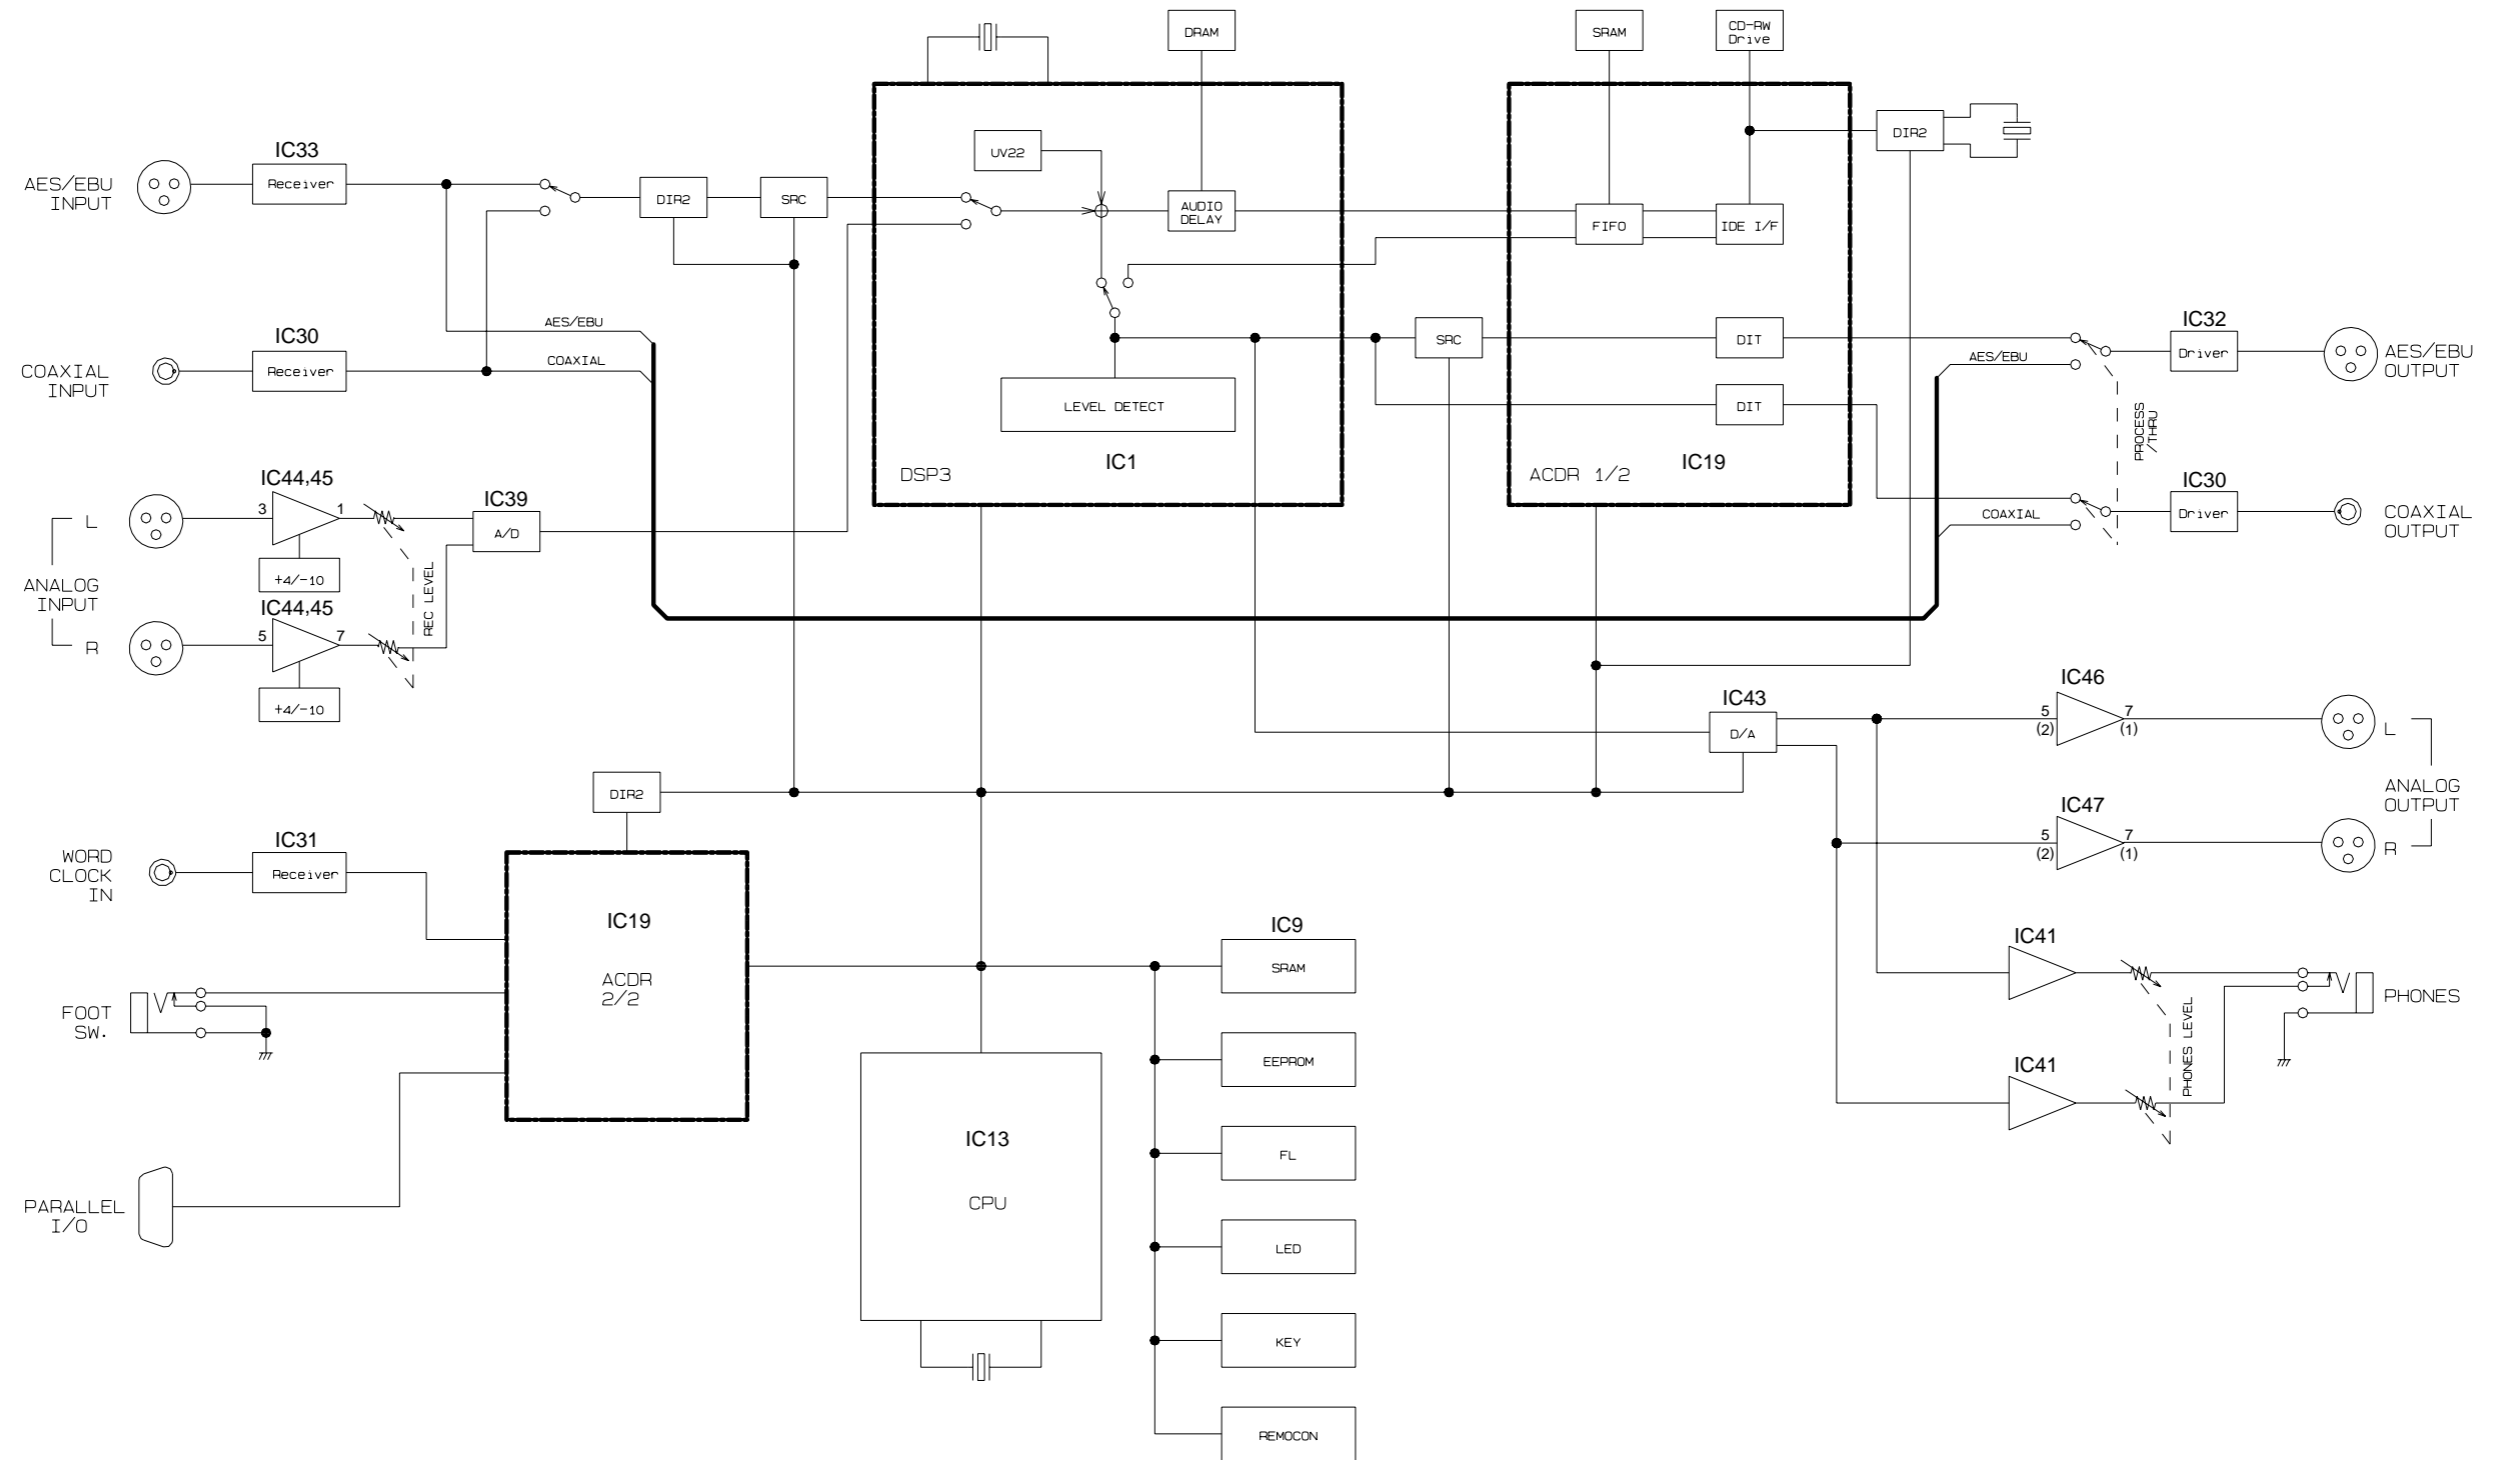 DRAM
SRAM
CD-RW
Drive
IC33
AES/EBU
INPUT
Receiver
DIR2
SRC
UV22
AUDIO
DELAY
FIFO
IDE I/F
DIR2
IC30
COAXIAL
INPUT
Receiver
AES/EBU
COAXIAL
LEVEL DETECT
SRC
DIT
DIT
IC32
AES/EBU
Driver
AES/EBU
OUTPUT
PROCESS
/THRU
DSP3
IC1
ACDR 1/2
IC19
IC30
COAXIAL
Driver
COAXIAL
OUTPUT
IC44,45
L
3
1
IC39
A/D
+4/-10
ANALOG
INPUT
REC LEVEL
IC44,45
R
5
7
+4/-10
IC43
D/A
IC46
5
(2)
7
(1)
L
ANALOG
OUTPUT
IC47
5
(2)
7
(1)
R
DIR2
IC31
WORD
CLOCK
IN
Receiver
IC19
ACDR
2/2
FOOT
SW.
PARALLEL
I/O
IC13
CPU
IC9
SRAM
EEPROM
FL
LED
KEY
REMOCON
IC41
PHONES LEVEL
PHONES
IC41